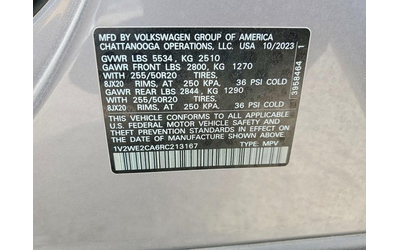 MFD BY VOLKSWAGEN GROUP OF AMERICA
CHATTANOOGA OPERATIONS, LLC. USA 10/2023
GVWR LBS 5534, KG 2510
GAWR FRONT LBS 2800, KG 1270
WITH 255/50R20 TIRES,
8JX20 RIMS, AT 250 KPA, 36 PSI COLD
GAWR REAR LBS 2844, KG 1290
WITH 255/50R20 TIRES,
8JX20 RIMS, AT 250 KPA, 36 PSI COLD
THIS VEHICLE CONFORMS TO ALL APPLICABLE
FEDERAL MOTOR VEHICLE SAFETY AND
THEFT PREVENTION STANDARDS IN EFFECT ON THE
DATE OF MANUFACTURE SHOWN ABOVE.
1V2WE2CA6RC213167 TYPE: MPV
3958464 1